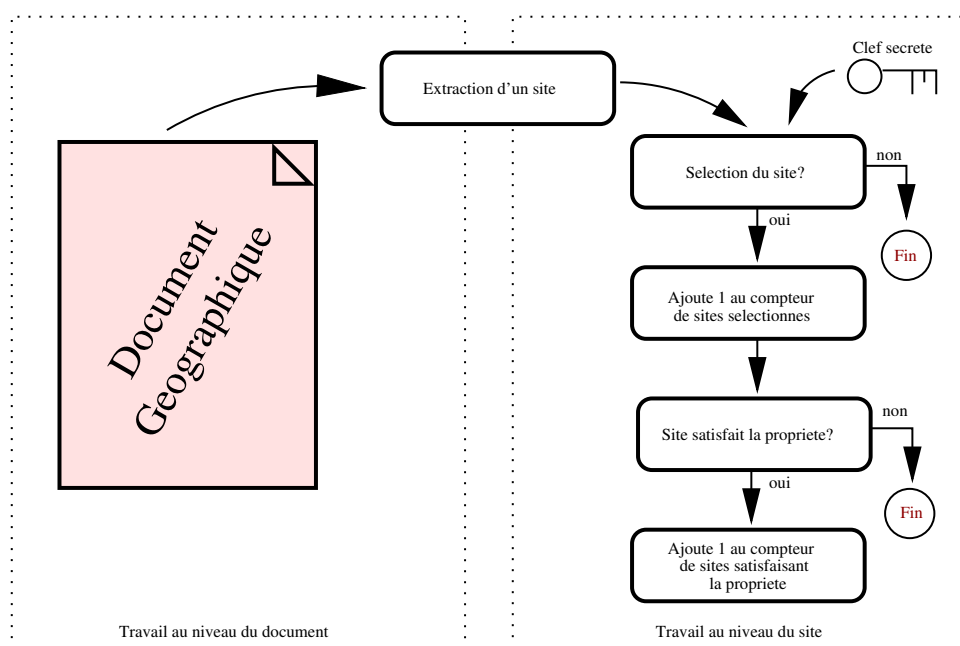 Clef secrete
Extraction d'un site
Selection du site?
non
oui
Fin
Document
Geographique
Ajoute 1 au compteur
de sites selectionnes
Site satisfait la propriete?
non
oui
Fin
Ajoute 1 au compteur
de sites satisfaisant
la propriete
Travail au niveau du document
Travail au niveau du site